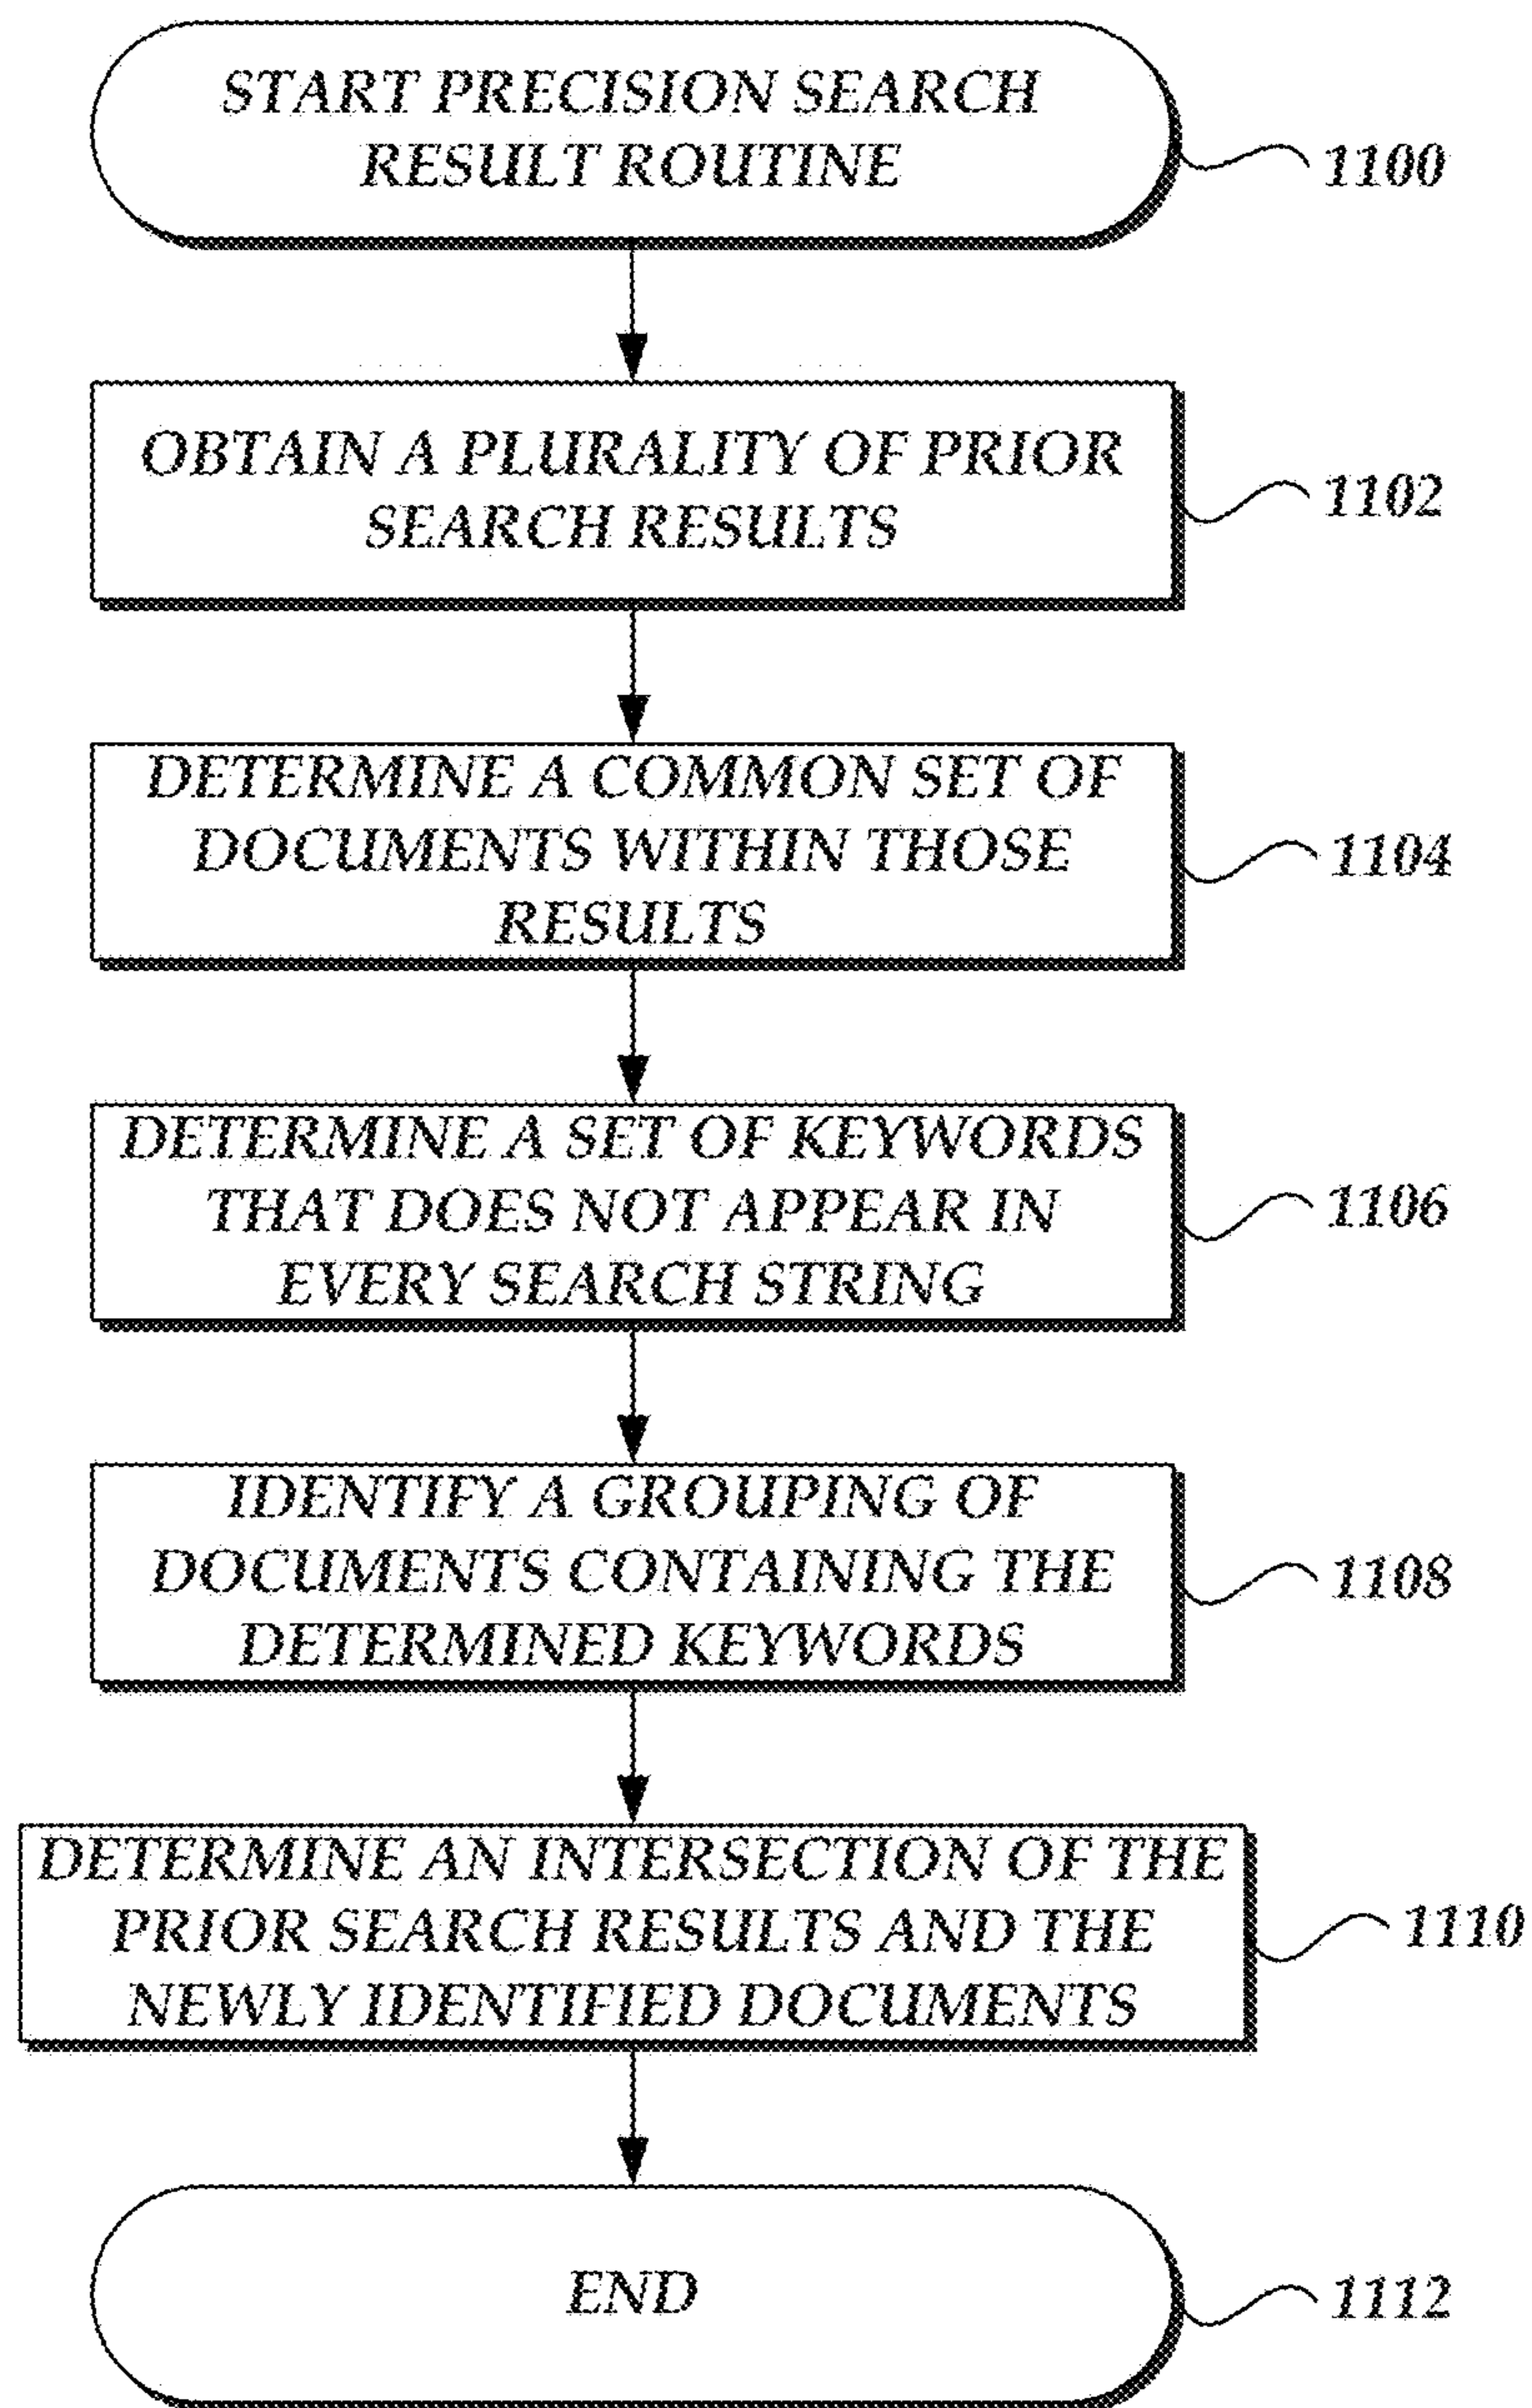 START PRECISION SEARCH
RESULT ROUTINE
1100
OBTAIN A PLURALITY OF PRIOR
SEARCH RESULTS
1102
DETERMINE A COMMON SET OF
DOCUMENTS WITHIN THOSE
RESULTS
1104
DETERMINE A SET OF KEYWORDS
THAT DOES NOT APPEAR IN
EVERY SEARCH STRING
1106
IDENTIFY A GROUPING OF
DOCUMENTS CONTAINING THE
DETERMINED KEYWORDS
1108
DETERMINE AN INTERSECTION OF THE
PRIOR SEARCH RESULTS AND THE
NEWLY IDENTIFIED DOCUMENTS
1110
END
1112